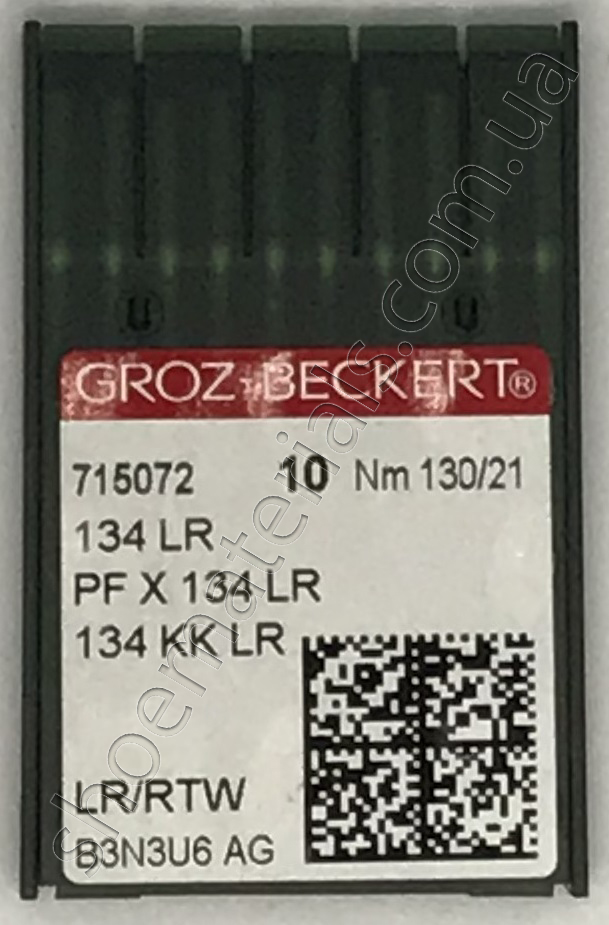 U U
GROZ-BECKERT®
715072 10 Nm 130/21
134 LR
PF X 134 LR
134 KK LR
LR/RTW
B3N3U6 AG
shoematerials.com.ua